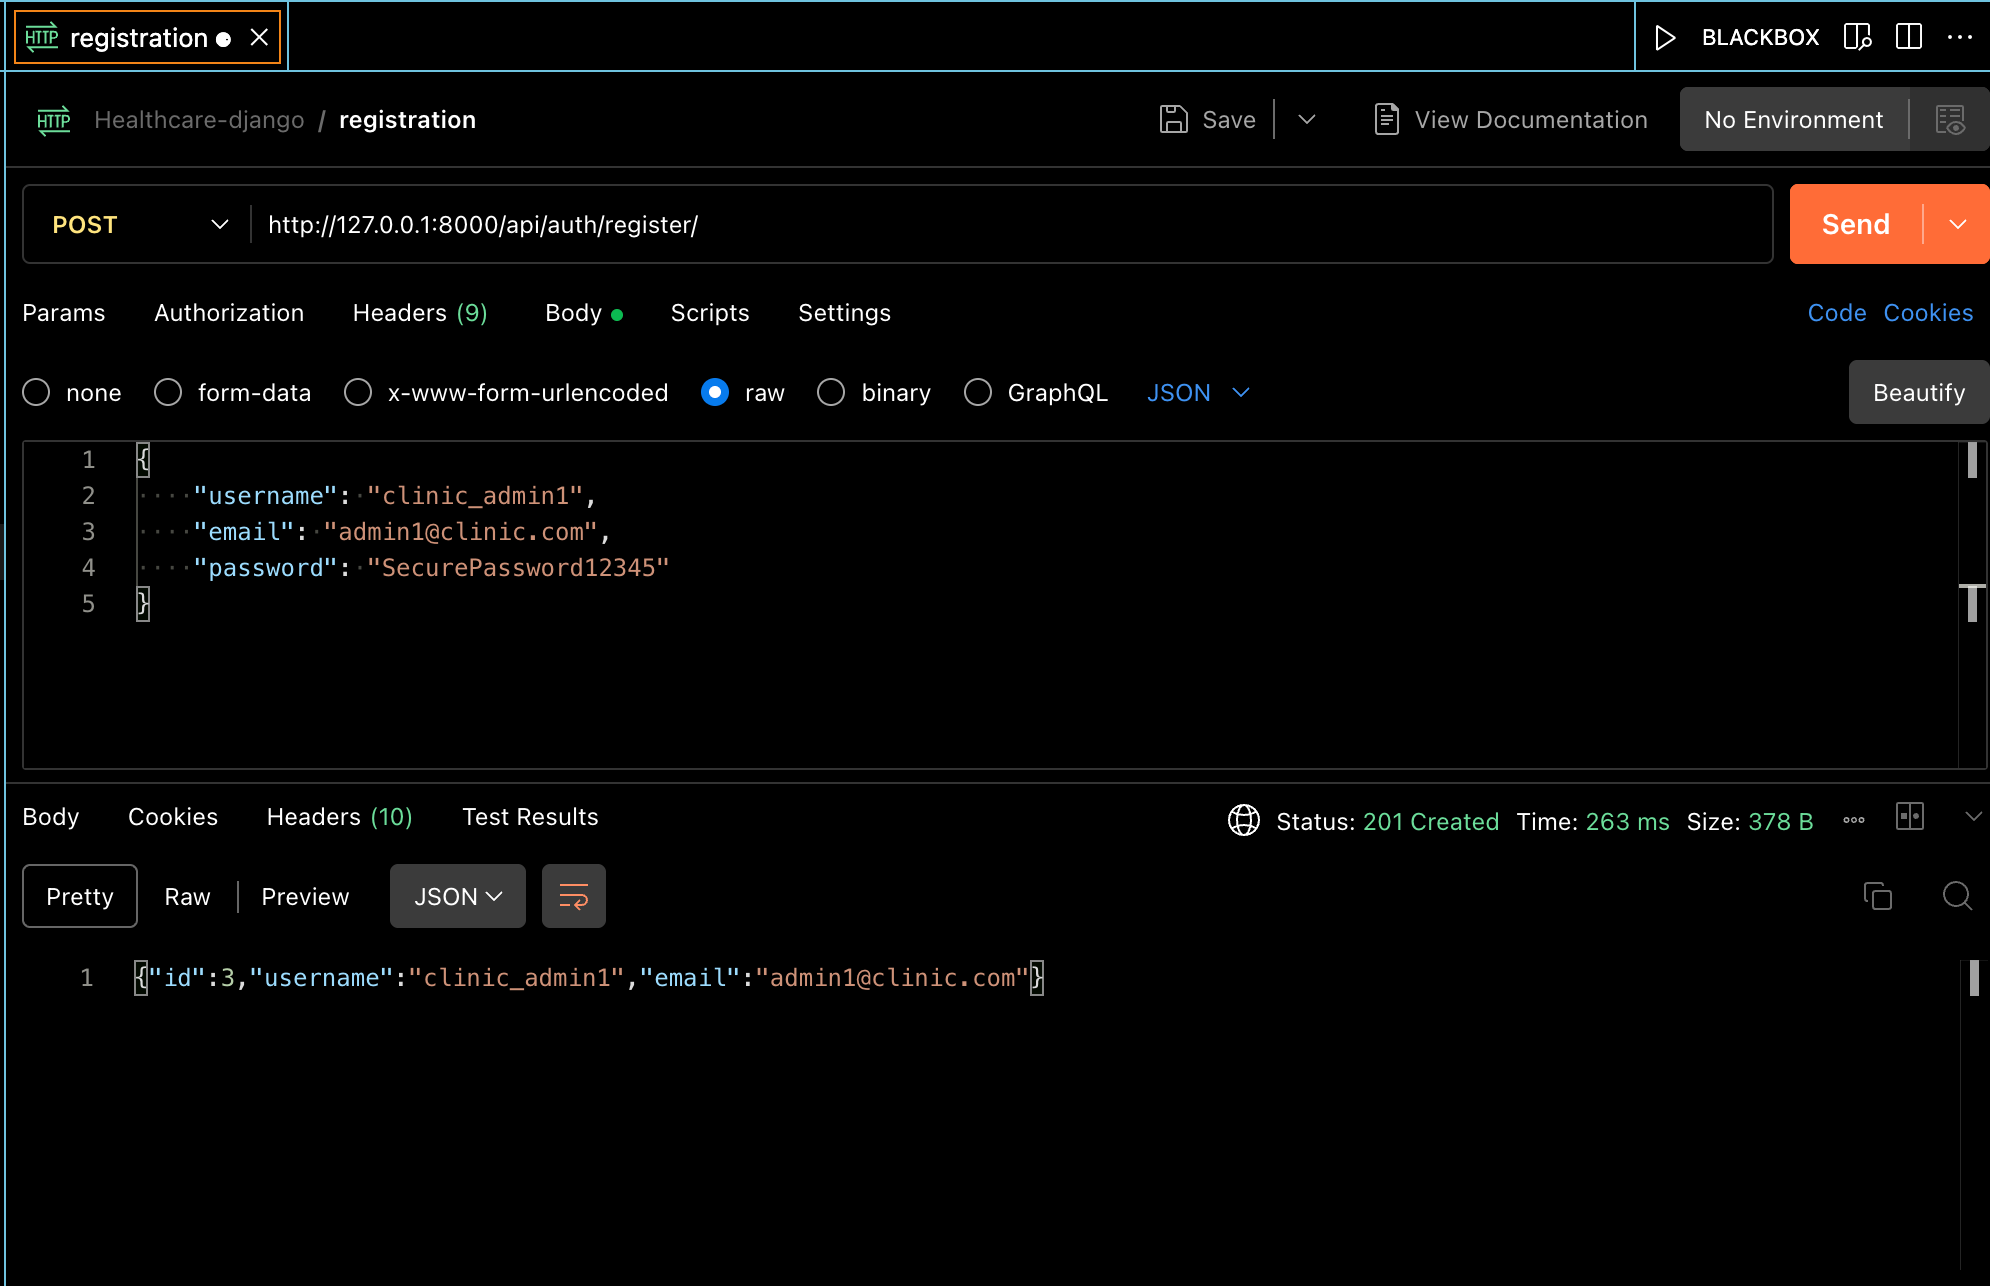 HTTP registration
BLACKBOX
HTTP Healthcare-django / registration
Save
View Documentation
No Environment
POST
http://127.0.0.1:8000/api/auth/register/
Send
Params Authorization Headers (9) Body Scripts Settings
Code Cookies
none form-data x-www-form-urlencoded raw binary GraphQL JSON
Beautify
1 {
2 ····"username":·"clinic_admin1",
3 ····"email":·"admin1@clinic.com",
4 ····"password":·"SecurePassword12345"
5 }
Body Cookies Headers (10) Test Results
Status: 201 Created Time: 263 ms Size: 378 B
Pretty Raw Preview JSON
1 {"id":3,"username":"clinic_admin1","email":"admin1@clinic.com"}